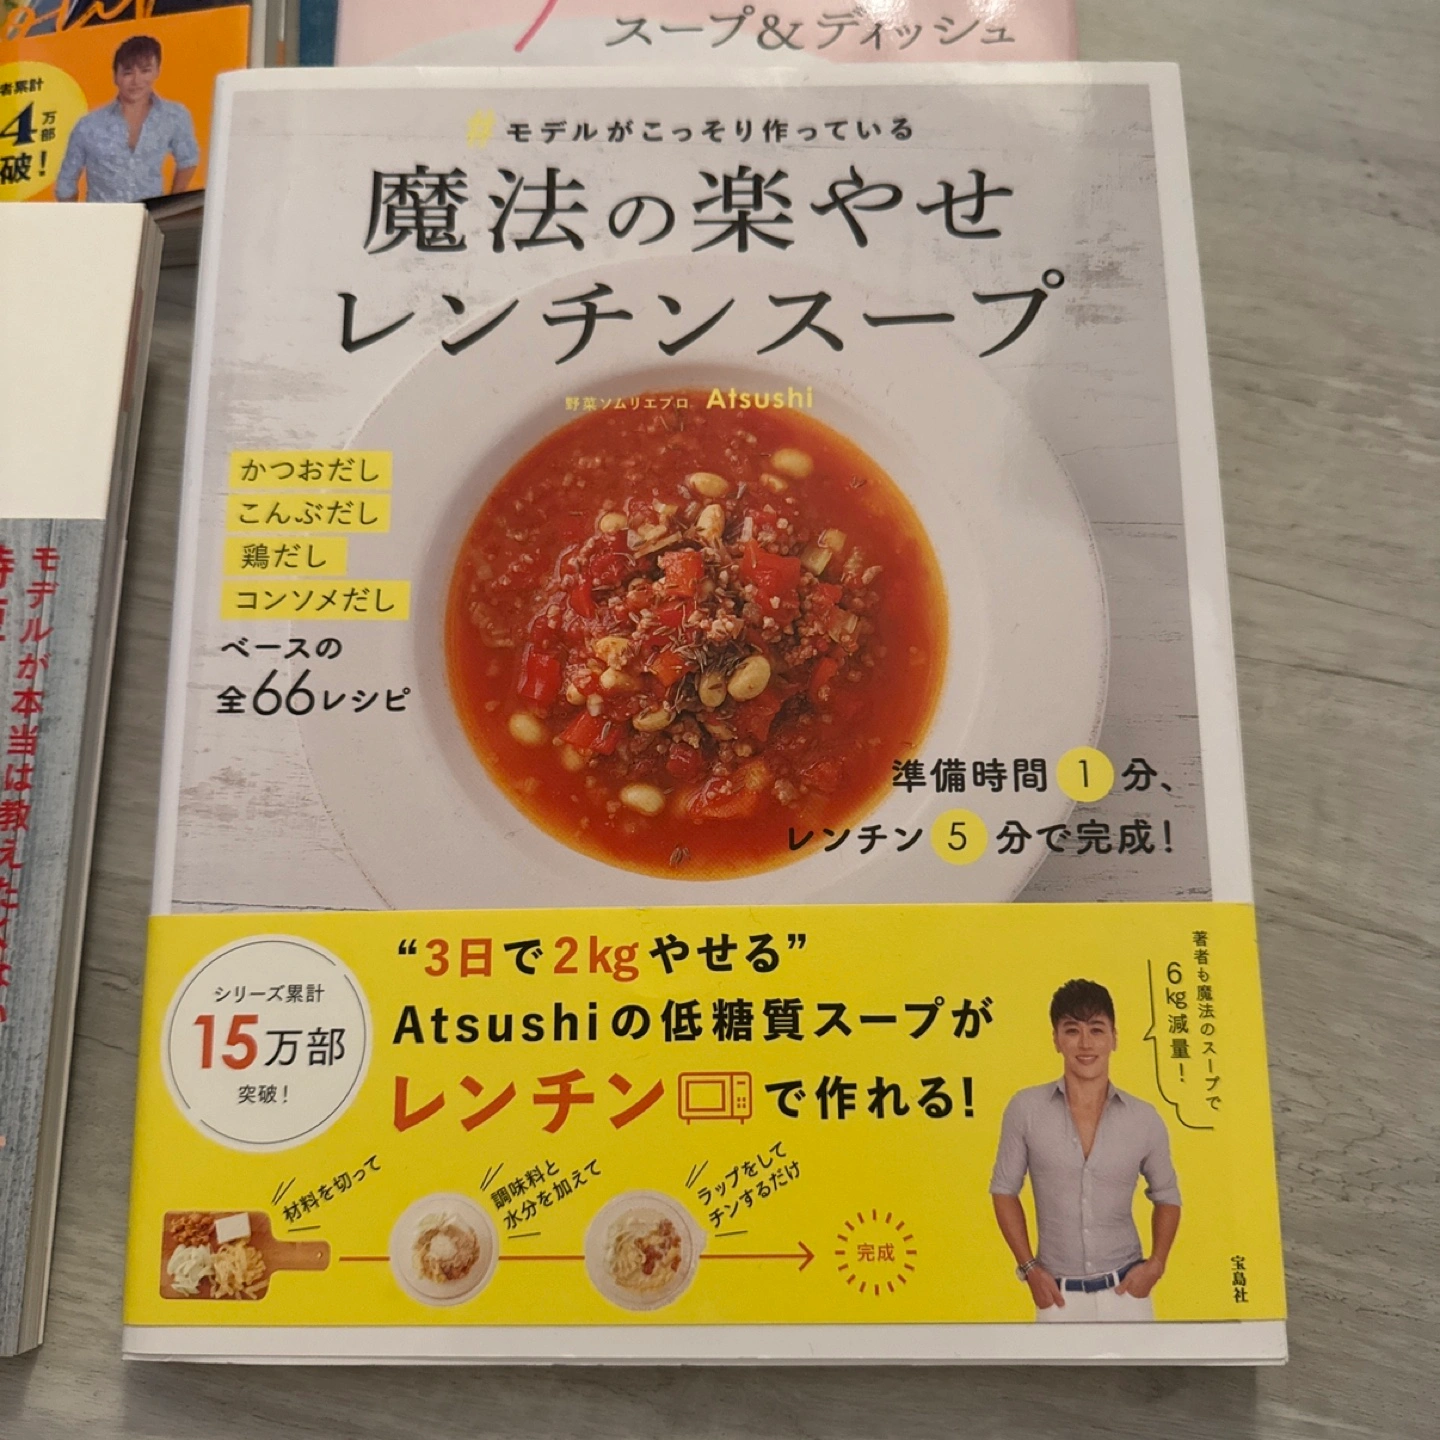 スープ&ディッシュ
者累計
4万部
破！
#モデルがこっそり作っている
魔法の楽やせ
レンチンスープ
野菜ソムリエプロ Atsushi
かつおだし
こんぶだし
鶏だし
コンソメだし
ベースの
全66レシピ
準備時間1分、
レンチン5分で完成！
モデルが本当は教えたくない
シリーズ累計
15万部
突破！
“3日で2kgやせる”
Atsushiの低糖質スープが
レンチンで作れる！
著者も魔法のスープで
6kg減量！
材料を切って
調味料と
水分を加えて
ラップをして
チンするだけ
完成
宝島社